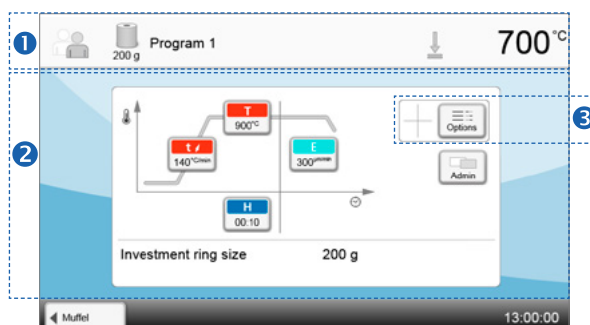 1
200 g
Program 1
700 °C
2
3
T
900°C
t
140°C/min
E
300µm/min
H
00:10
Options
Admin
Investment ring size 200 g
Muffel
13:00:00